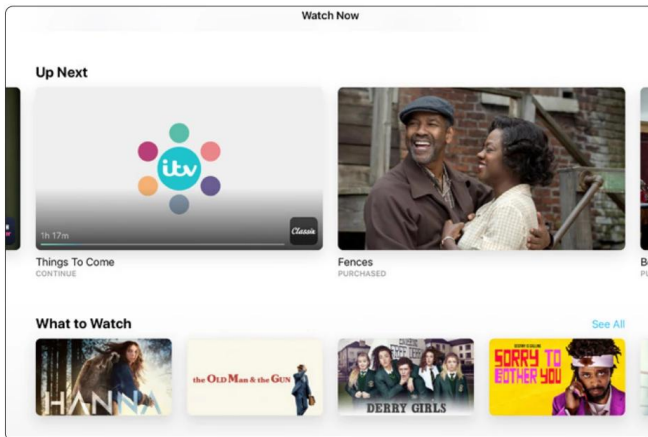 Watch Now
Up Next
itv
1h 17m
Classic
Things To Come
CONTINUE
Fences
PURCHASED
B
PU
What to Watch
See All
HANNA
the OLD MAN & the GUN
DERRY GIRLS
SORRY TO
BOTHER YOU